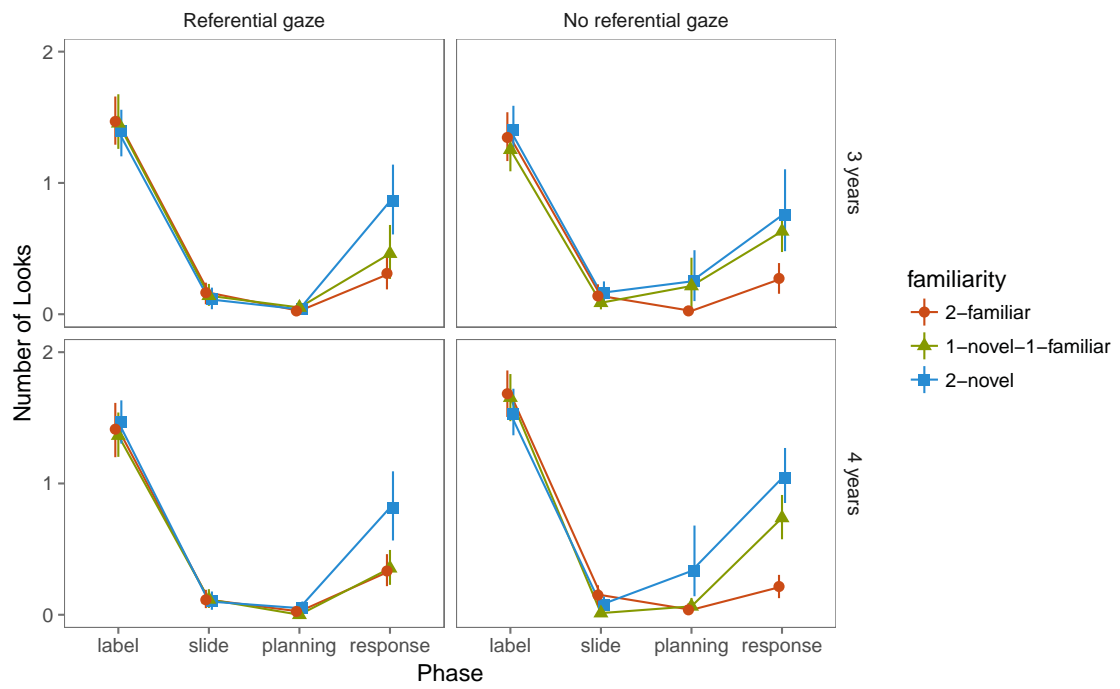 Referential gaze
No referential gaze
2
1
0
3 years
2
1
0
4 years
Number of Looks
label slide planning response
label slide planning response
Phase
familiarity
2−familiar
1−novel−1−familiar
2−novel